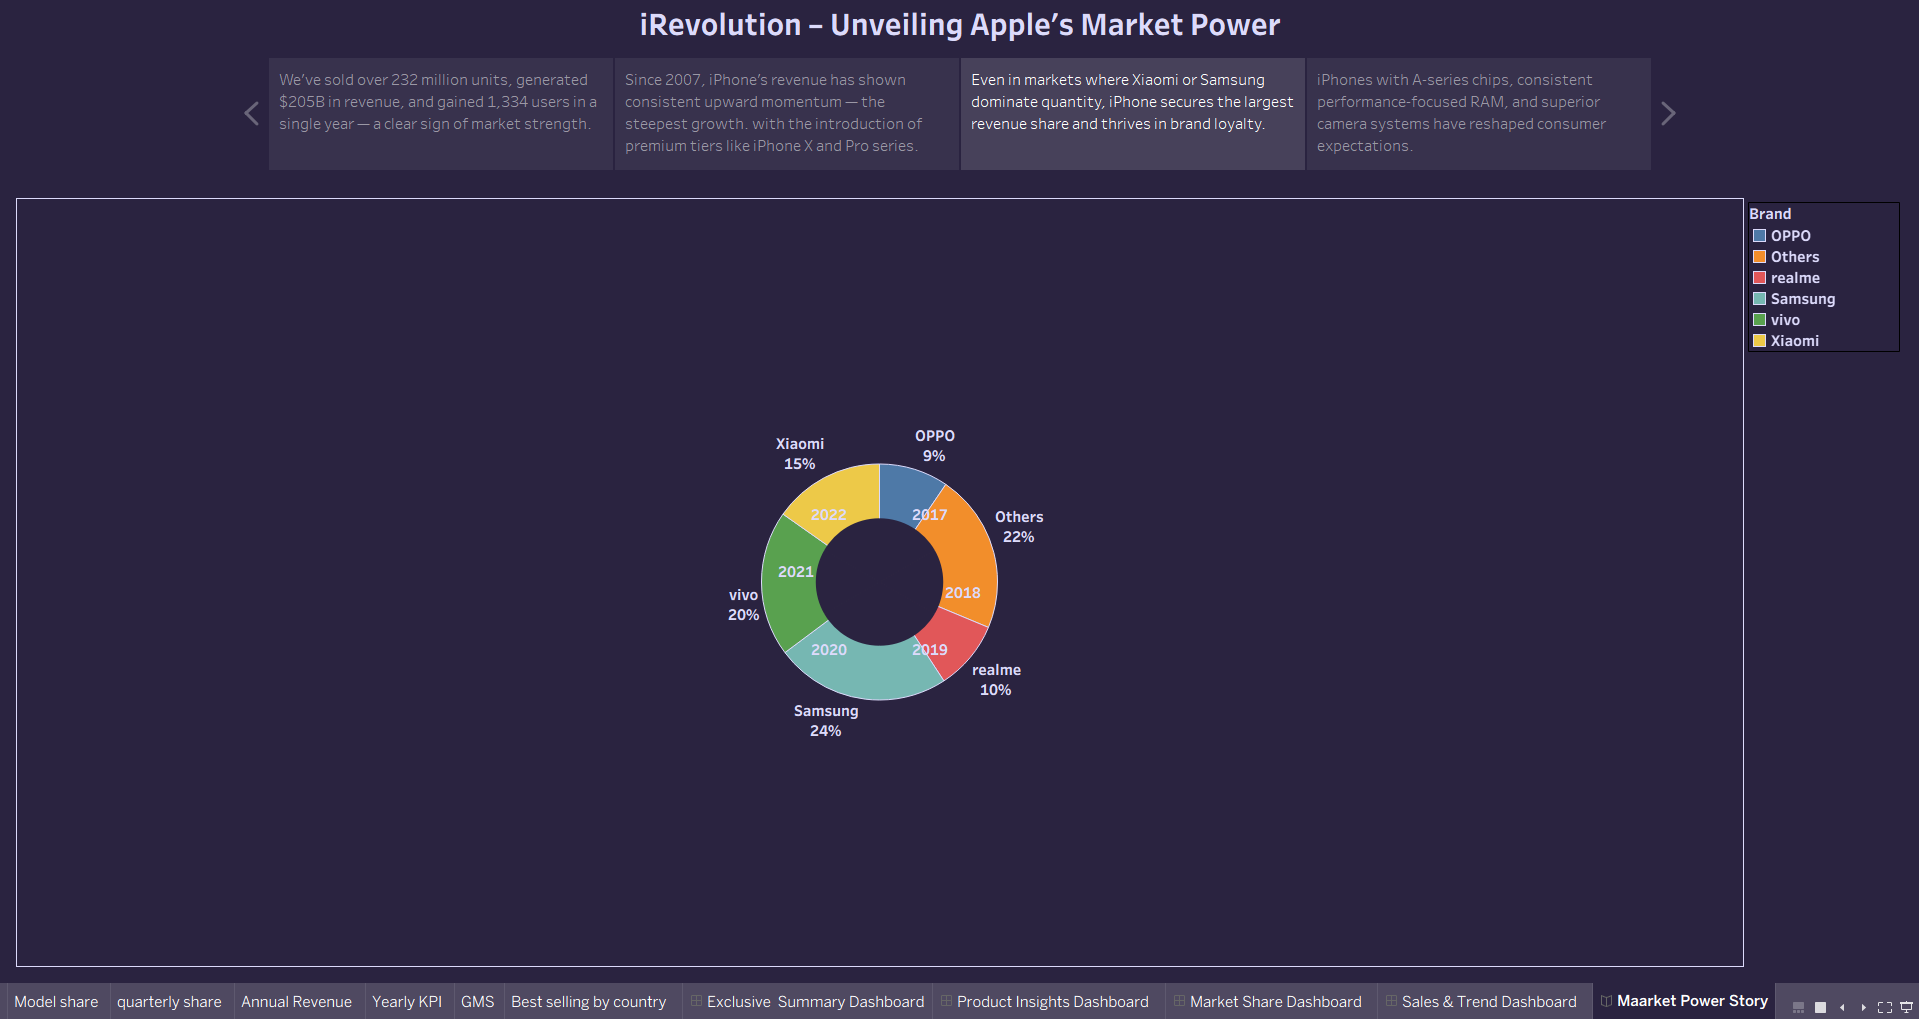 iRevolution – Unveiling Apple's Market Power
We've sold over 232 million units, generated
$205B in revenue, and gained 1,334 users in a
single year — a clear sign of market strength.
Since 2007, iPhone's revenue has shown
consistent upward momentum — the
steepest growth. with the introduction of
premium tiers like iPhone X and Pro series.
Even in markets where Xiaomi or Samsung
dominate quantity, iPhone secures the largest
revenue share and thrives in brand loyalty.
iPhones with A-series chips, consistent
performance-focused RAM, and superior
camera systems have reshaped consumer
expectations.
Brand
OPPO
Others
realme
Samsung
vivo
Xiaomi
Xiaomi
15%
OPPO
9%
2022
2017
Others
22%
2021
2018
vivo
20%
2020
2019
realme
10%
Samsung
24%
Model share
quarterly share
Annual Revenue
Yearly KPI
GMS
Best selling by country
Exclusive  Summary Dashboard
Product Insights Dashboard
Market Share Dashboard
Sales & Trend Dashboard
Maarket Power Story